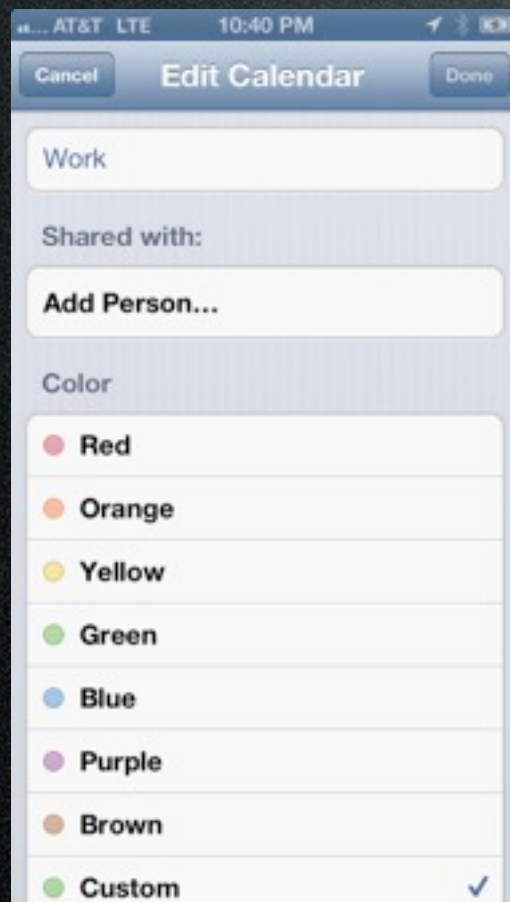 AT&T LTE 10:40 PM
Cancel Edit Calendar Done
Work
Shared with:
Add Person...
Color
Red
Orange
Yellow
Green
Blue
Purple
Brown
Custom